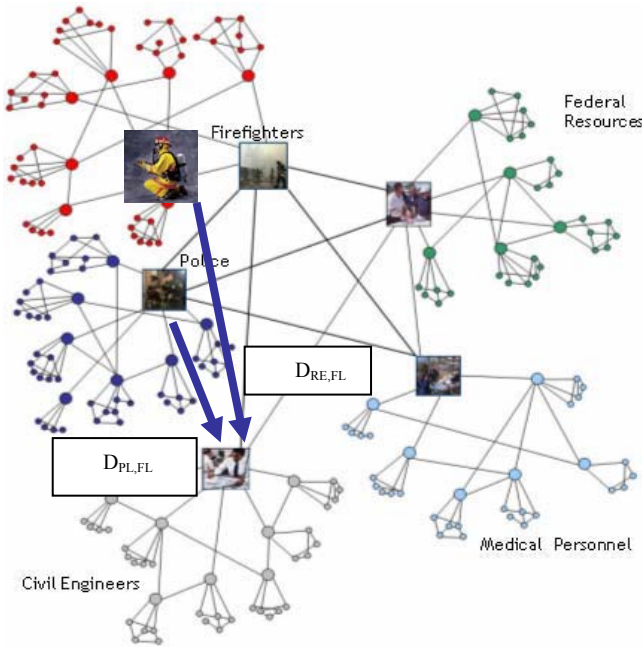 Federal
Resources
Firefighters
Police
D_RE,FL
D_PL,FL
Medical Personnel
Civil Engineers